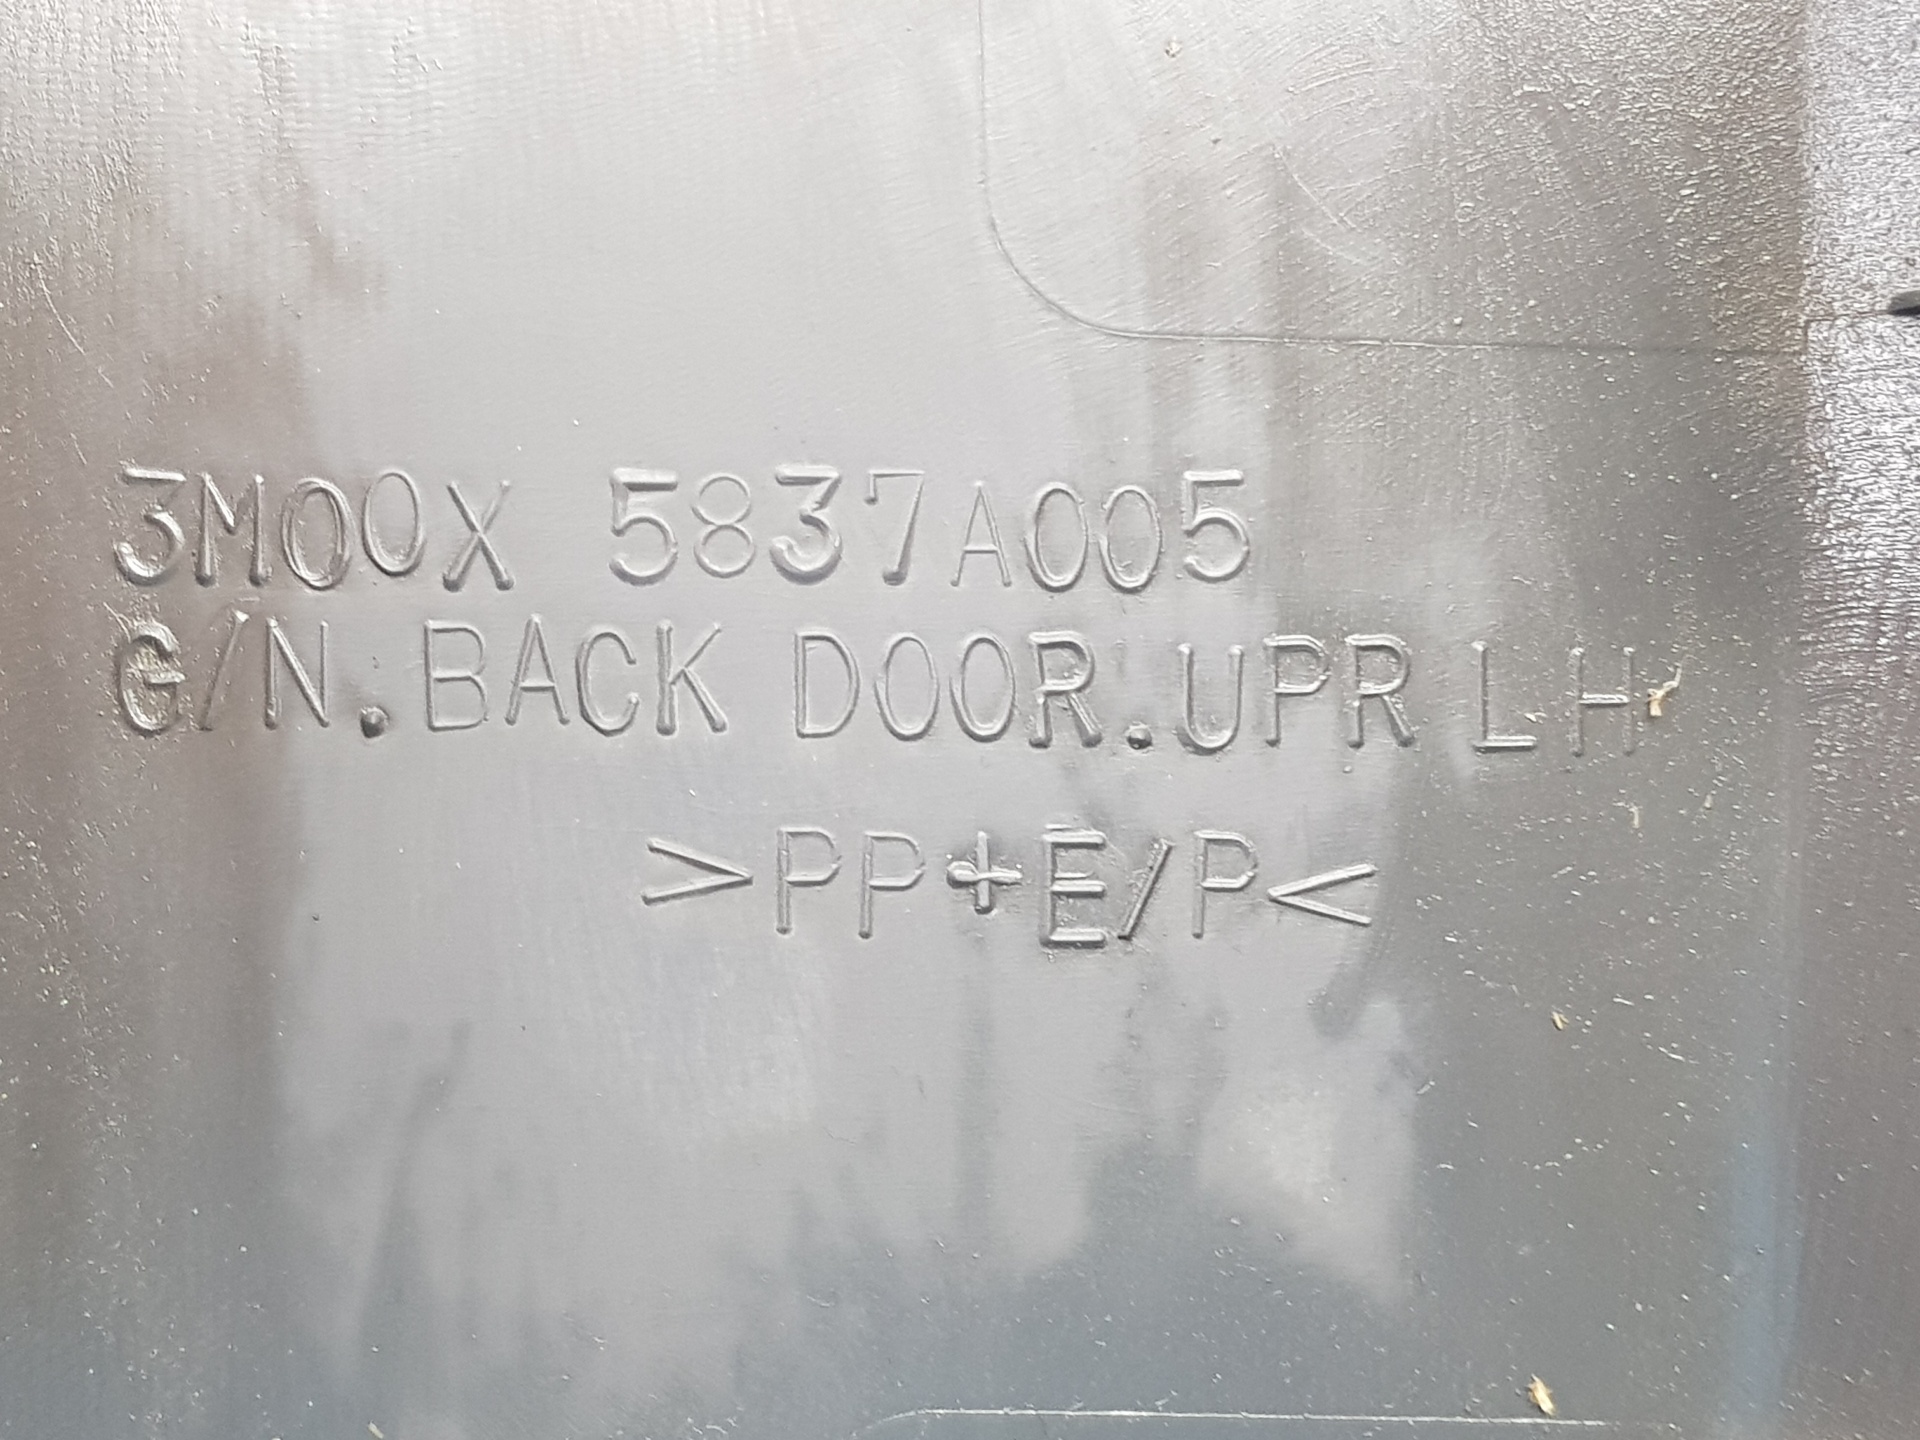 3M00X 5837A005
G/N.BACK DOOR.UPR LH
>PP+E/P<